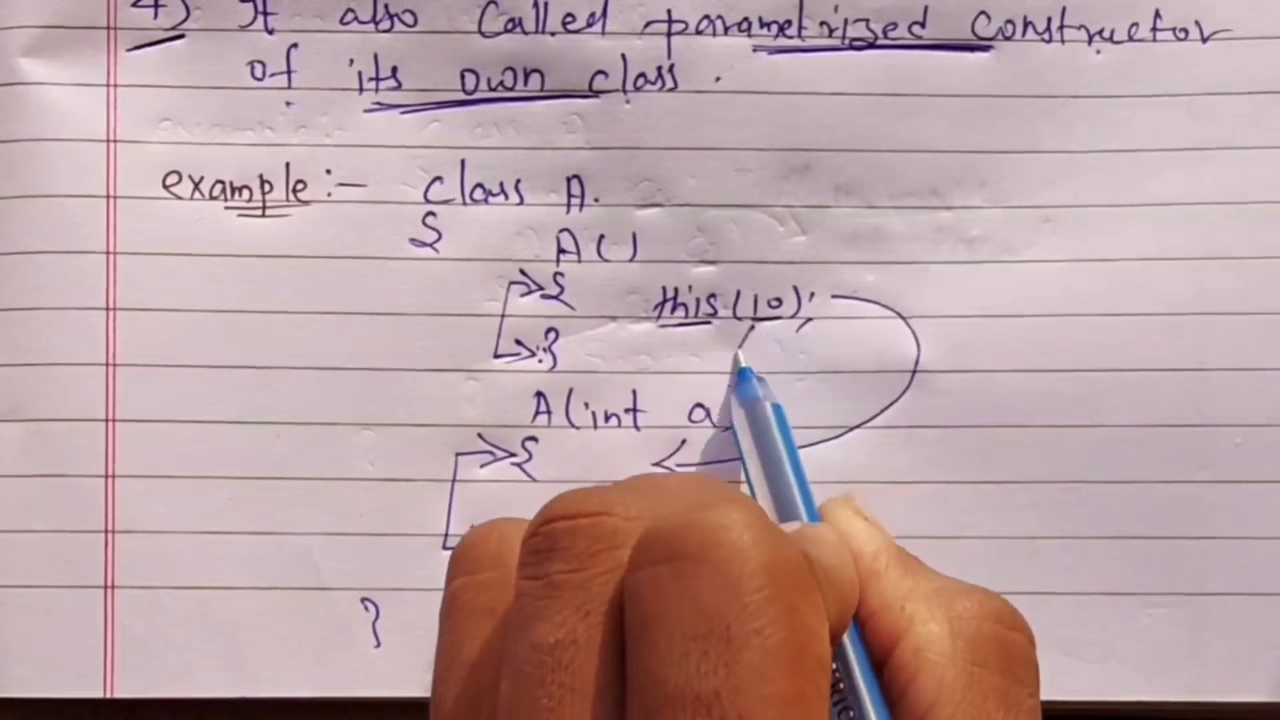 4) It also called parametrized constructor
of its own class.
example:- class A.
{ A()
{ this(10);
}
A(int a
{
}